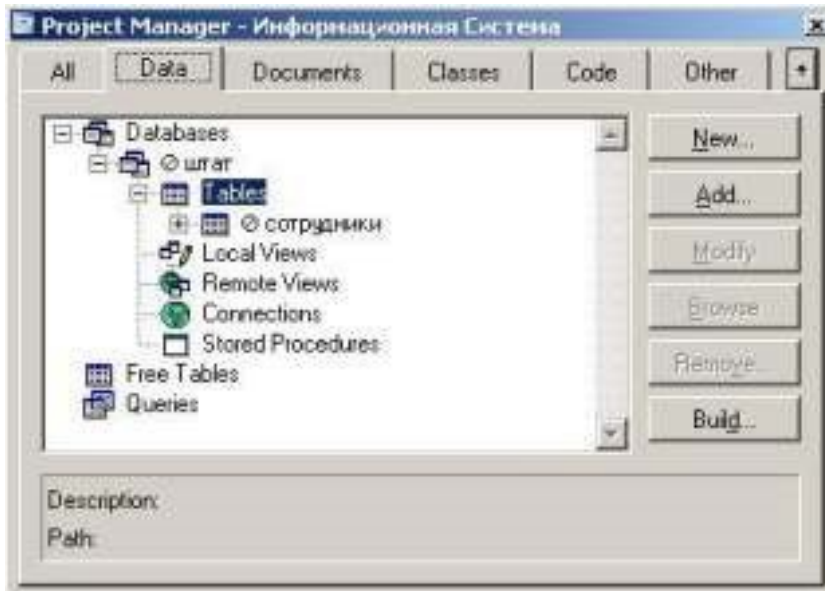 Project Manager - Информационная Система
All Data Documents Classes Code Other
Databases
штат
Tables
сотрудники
Local Views
Remote Views
Connections
Stored Procedures
Free Tables
Queries
New...
Add...
Modify
Browse
Remove...
Build...
Description:
Path: